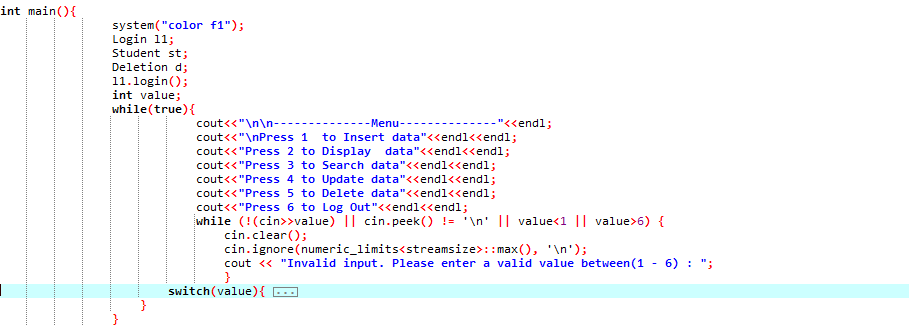 int main(){
system("color f1");
Login l1;
Student st;
Deletion d;
l1.login();
int value;
while(true){
cout<<"\n\n--------------Menu--------------"<<endl;
cout<<"\nPress 1  to Insert data"<<endl<<endl;
cout<<"Press 2 to Display  data"<<endl<<endl;
cout<<"Press 3 to Search data"<<endl<<endl;
cout<<"Press 4 to Update data"<<endl<<endl;
cout<<"Press 5 to Delete data"<<endl<<endl;
cout<<"Press 6 to Log Out"<<endl<<endl;
while (!(cin>>value) || cin.peek() != '\n' || value<1 || value>6) {
cin.clear();
cin.ignore(numeric_limits<streamsize>::max(), '\n');
cout << "Invalid input. Please enter a valid value between(1 - 6) : ";
}
switch(value){ ...
}
}